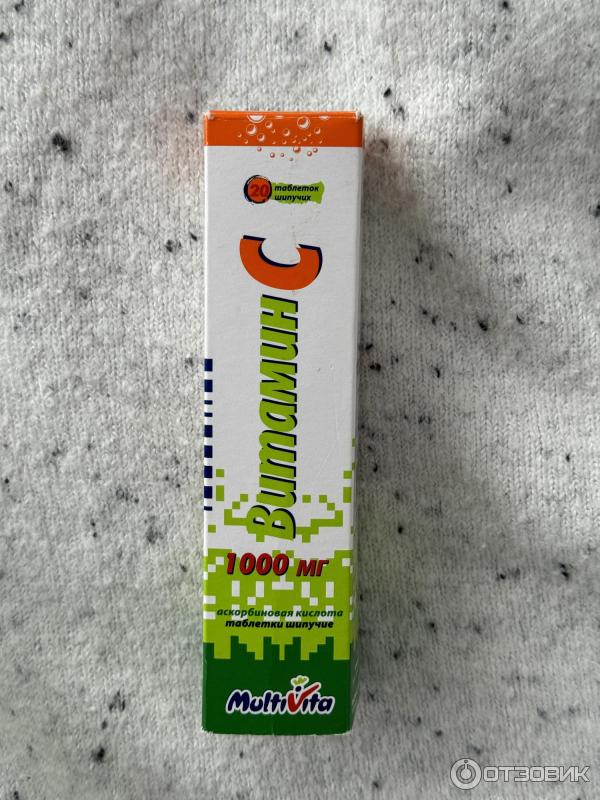 20 таблеток
шипучих
Витамин С
1000 мг
аскорбиновая кислота
таблетки шипучие
MultiVita
ОТЗОВИК